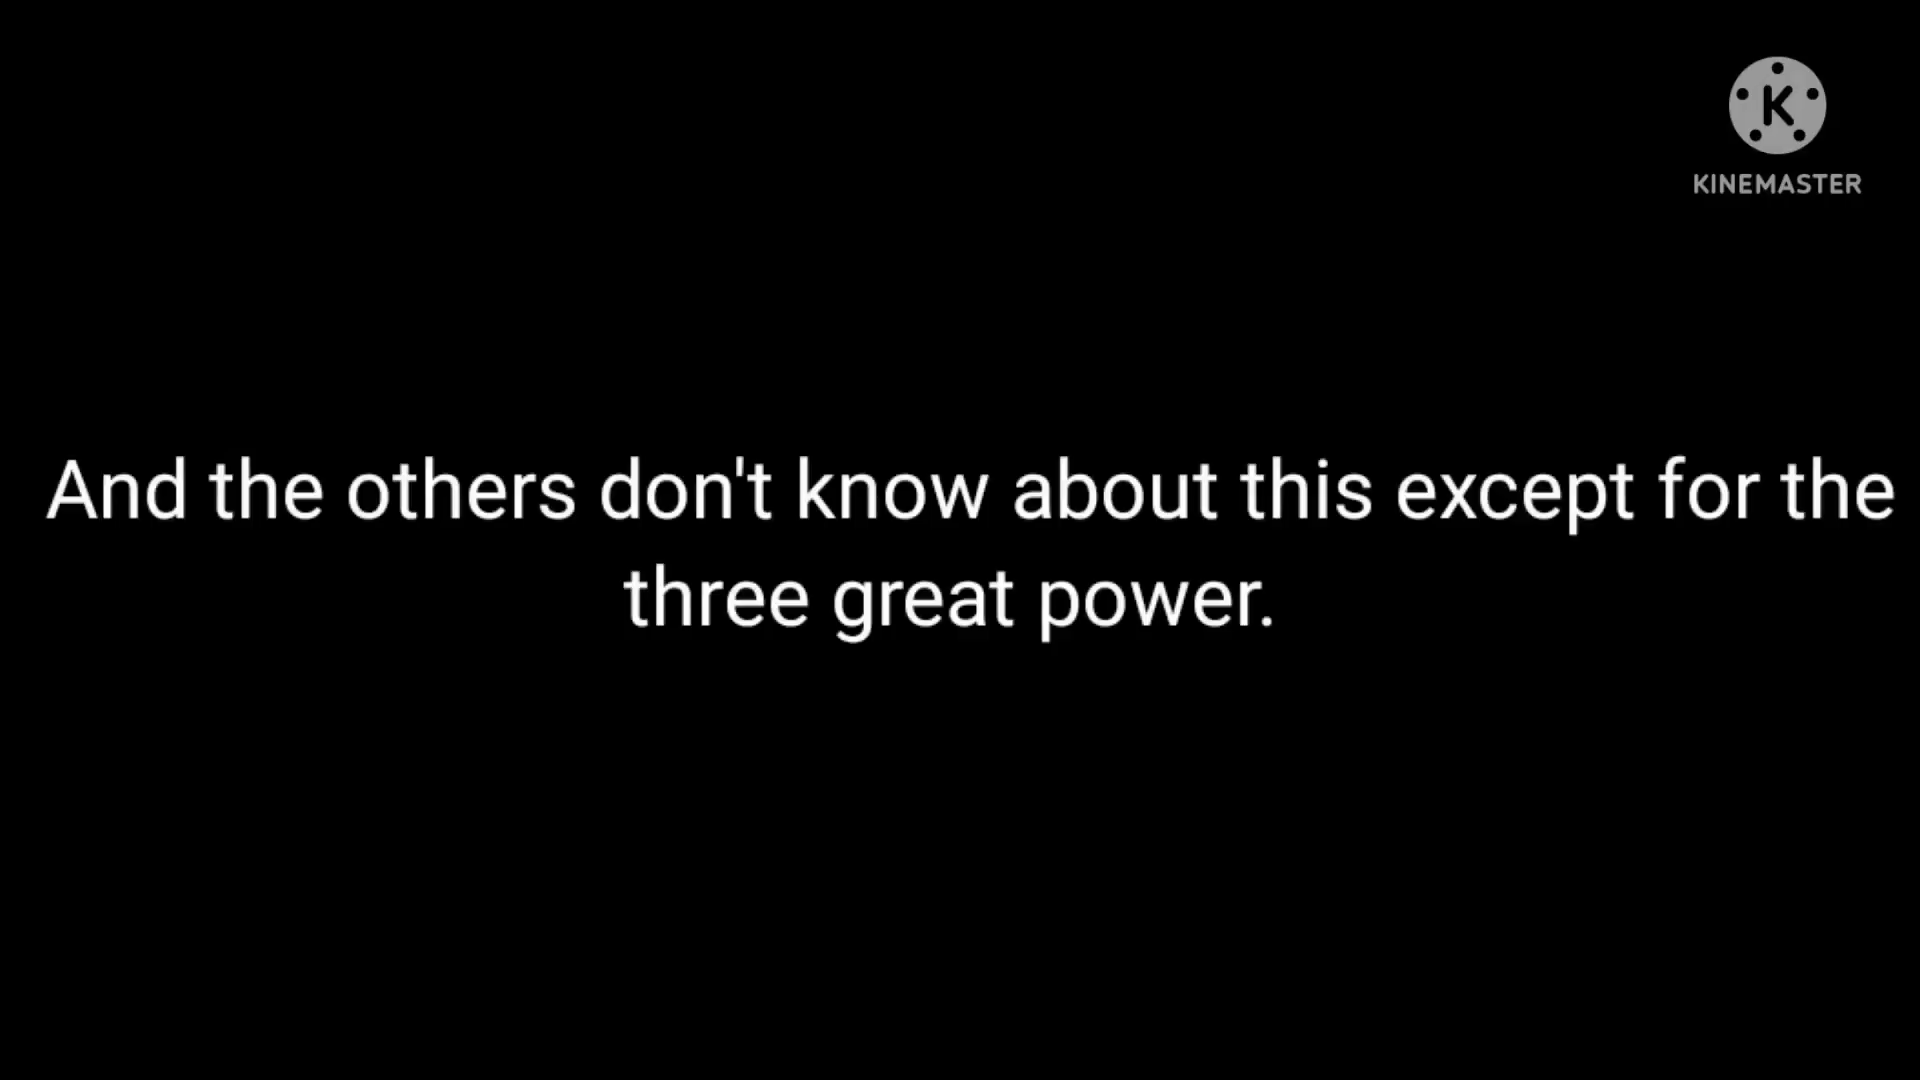 K
KINEMASTER
And the others don't know about this except for the
three great power.